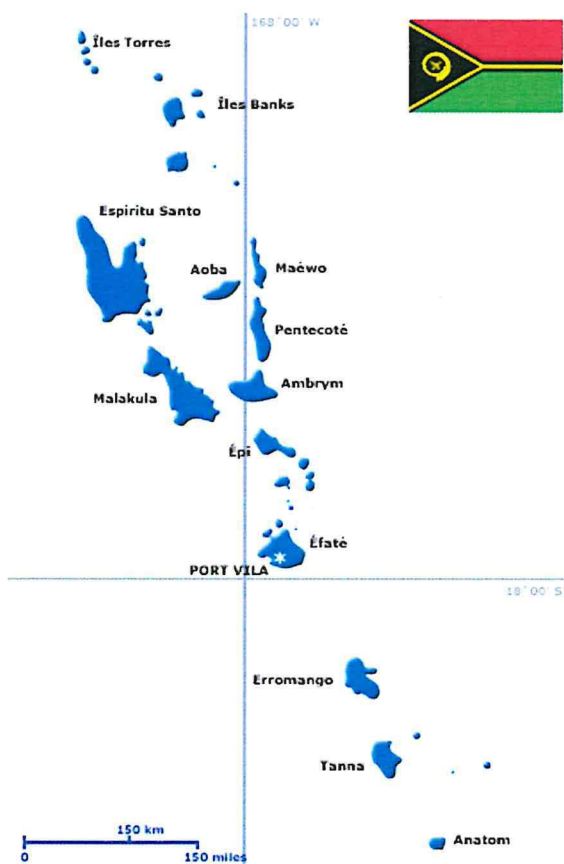 168°00' W
Îles Torres
Îles Banks
Espiritu Santo
Aoba
Maéwo
Pentecoté
Ambrym
Malakula
Épi
Éfaté
PORT VILA
18°00' S
Erromango
Tanna
Anatom
150 km
0
150 miles